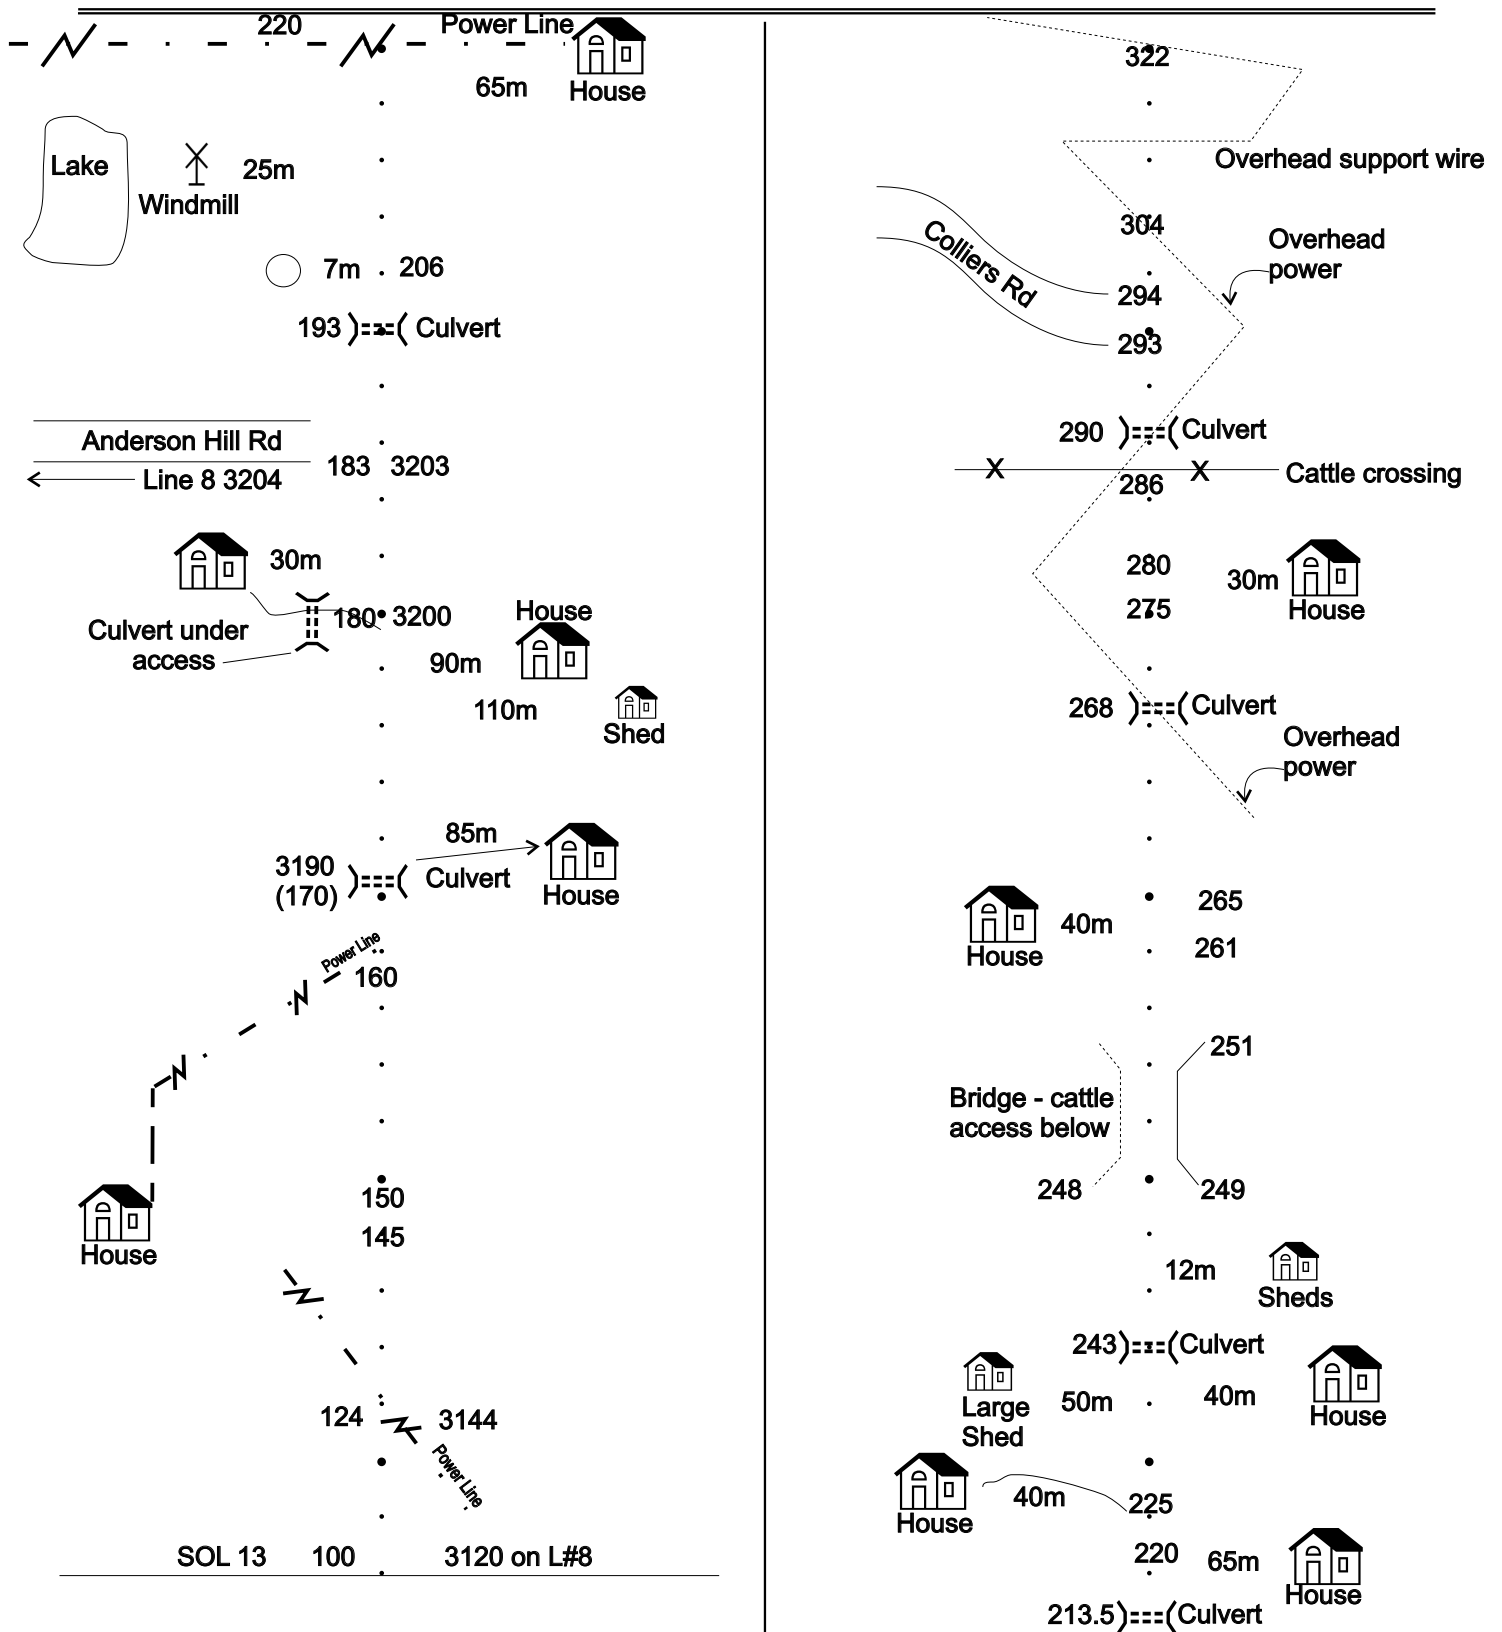 220
Power Line
65m
House
Lake
25m
Windmill
7m
206
193
Culvert
Anderson Hill Rd
183
3203
Line 8 3204
30m
180
3200
House
Culvert under
access
90m
110m
Shed
85m
3190
(170)
Culvert
House
Power Line
160
150
145
House
124
3144
Power Line
SOL 13
100
3120 on L#8
322
Overhead support wire
304
Colliers Rd
Overhead
power
294
293
290
Culvert
X
X
Cattle crossing
286
280
30m
275
House
268
Culvert
Overhead
power
265
40m
House
261
251
Bridge - cattle
access below
248
249
12m
Sheds
243
Culvert
50m
40m
Large
Shed
House
40m
225
House
220
65m
House
213.5
Culvert